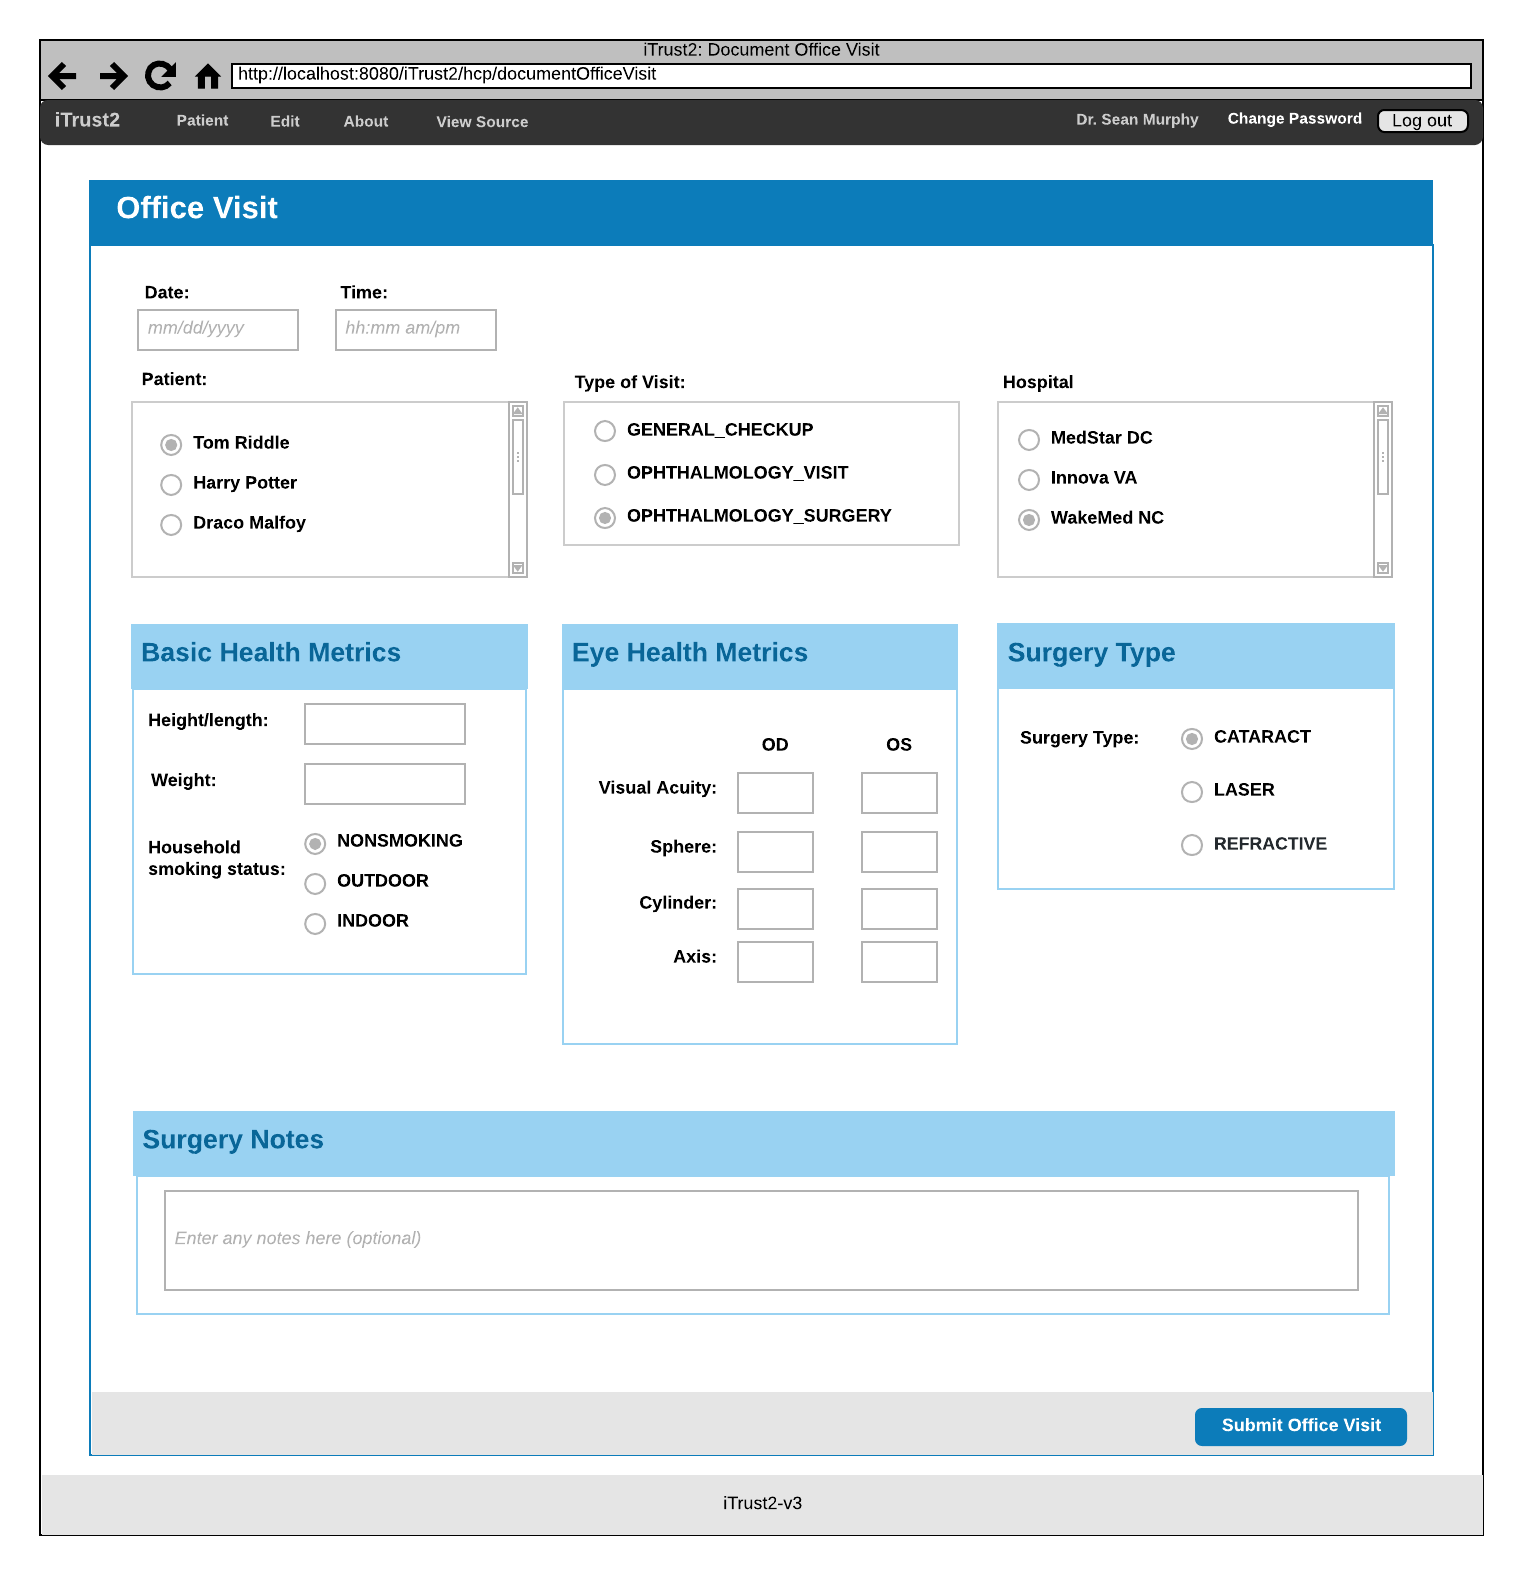 iTrust2: Document Office Visit
http://localhost:8080/iTrust2/hcp/documentOfficeVisit
iTrust2 Patient Edit About View Source Dr. Sean Murphy Change Password Log out
Office Visit
Date: Time:
mm/dd/yyyy hh:mm am/pm
Patient:
Tom Riddle
Harry Potter
Draco Malfoy
Type of Visit:
GENERAL_CHECKUP
OPHTHALMOLOGY_VISIT
OPHTHALMOLOGY_SURGERY
Hospital
MedStar DC
Innova VA
WakeMed NC
Basic Health Metrics
Height/length:
Weight:
Household
smoking status:
NONSMOKING
OUTDOOR
INDOOR
Eye Health Metrics
OD OS
Visual Acuity:
Sphere:
Cylinder:
Axis:
Surgery Type
Surgery Type:
CATARACT
LASER
REFRACTIVE
Surgery Notes
Enter any notes here (optional)
Submit Office Visit
iTrust2-v3